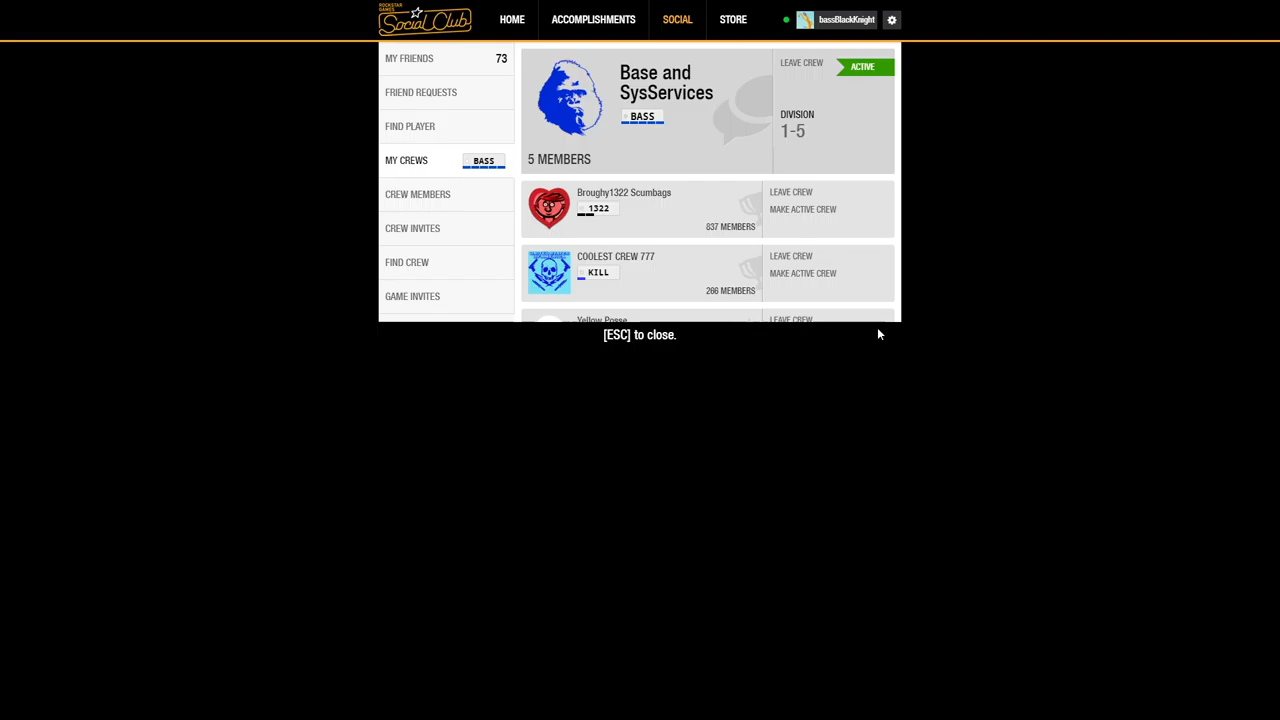 ROCKSTAR GAMES
Social Club
HOME
ACCOMPLISHMENTS
SOCIAL
STORE
bassBlackKnight
MY FRIENDS 73
FRIEND REQUESTS
FIND PLAYER
MY CREWS BASS
CREW MEMBERS
CREW INVITES
FIND CREW
GAME INVITES
Base and
SysServices
BASS
5 MEMBERS
LEAVE CREW
ACTIVE
DIVISION
1-5
Broughy1322 Scumbags
1322
837 MEMBERS
LEAVE CREW
MAKE ACTIVE CREW
COOLEST CREW 777
KILL
266 MEMBERS
LEAVE CREW
MAKE ACTIVE CREW
Yellow Posse
LEAVE CREW
[ESC] to close.